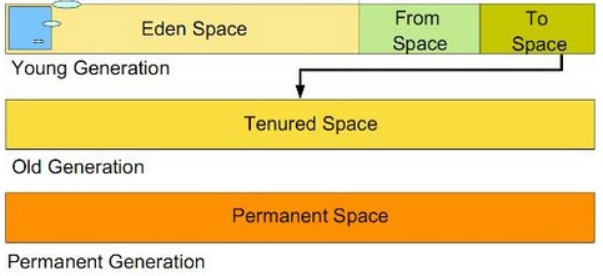 Eden Space
From
Space
To
Space
Young Generation
Tenured Space
Old Generation
Permanent Space
Permanent Generation